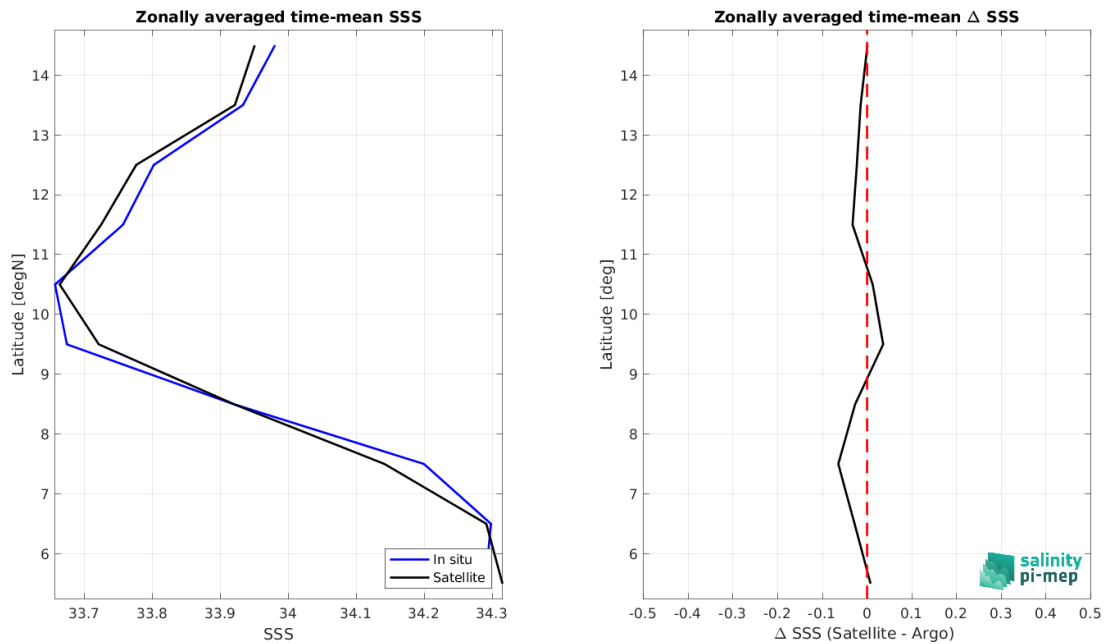 Zonally averaged time-mean SSS
14
13
12
11
10
9
8
7
6
Latitude [degN]
33.7 33.8 33.9 34 34.1 34.2 34.3
SSS
In situ
Satellite
Zonally averaged time-mean Δ SSS
14
13
12
11
10
9
8
7
6
Latitude [deg]
-0.5 -0.4 -0.3 -0.2 -0.1 0 0.1 0.2 0.3 0.4 0.5
Δ SSS (Satellite - Argo)
salinity
pi-mep